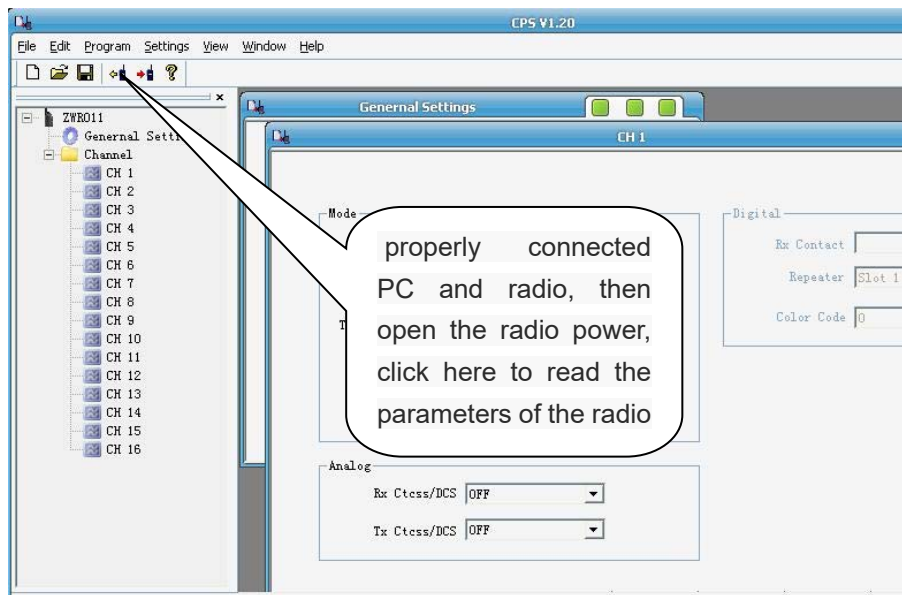 CPS V1.20
File Edit Program Settings View Window Help
ZWR011
Genernal Setti
Channel
CH 1
CH 2
CH 3
CH 4
CH 5
CH 6
CH 7
CH 8
CH 9
CH 10
CH 11
CH 12
CH 13
CH 14
CH 15
CH 16
Genernal Settings
CH 1
Mode
T
properly connected
PC and radio, then
open the radio power,
click here to read the
parameters of the radio
Digital
Rx Contact
Repeater Slot 1
Color Code 0
Analog
Rx Ctcss/DCS OFF
Tx Ctcss/DCS OFF